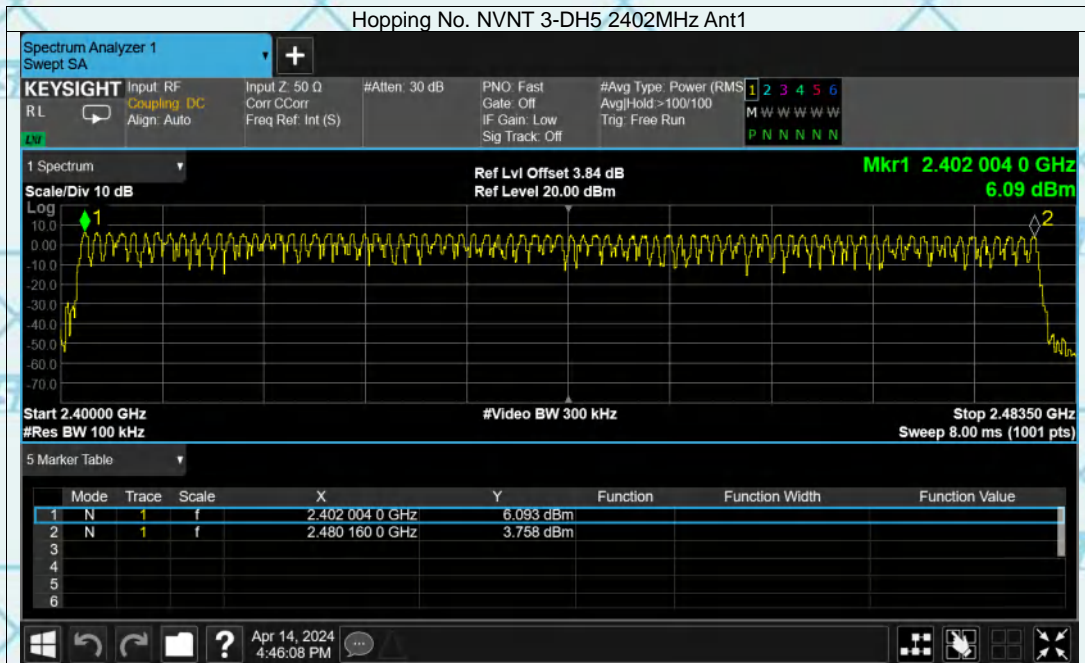 Hopping No. NVNT 3-DH5 2402MHz Ant1
Spectrum Analyzer 1
Swept SA
+
KEYSIGHT Input: RF Input Z: 50 Ω #Atten: 30 dB PNO: Fast #Avg Type: Power (RMS 1 2 3 4 5 6
RL Coupling: DC Corr CCorr Gate: Off Avg|Hold:>100/100 M W W W W W
Align: Auto Freq Ref: Int (S) IF Gain: Low Trig: Free Run
Sig Track: Off P N N N N N
LNI
1 Spectrum Ref Lvl Offset 3.84 dB Mkr1 2.402 004 0 GHz
Scale/Div 10 dB Ref Level 20.00 dBm 6.09 dBm
Log
1 2
10.0
0.00
-10.0
-20.0
-30.0
-40.0
-50.0
-60.0
-70.0
Start 2.40000 GHz #Video BW 300 kHz Stop 2.48350 GHz
#Res BW 100 kHz Sweep 8.00 ms (1001 pts)
5 Marker Table
Mode Trace Scale X Y Function Function Width Function Value
1 N 1 f 2.402 004 0 GHz 6.093 dBm
2 N 1 f 2.480 160 0 GHz 3.758 dBm
3
4
5
6
? Apr 14, 2024
4:46:08 PM